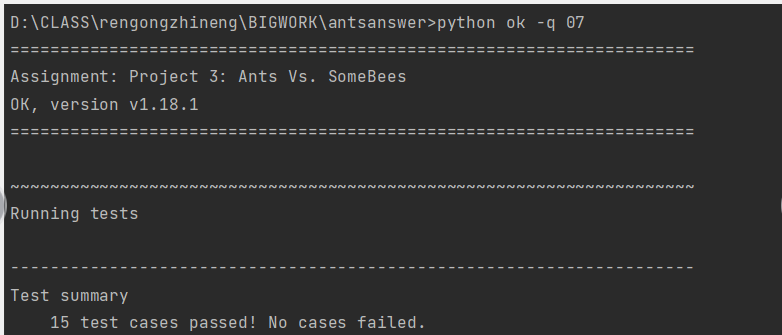 D:\CLASS\rengongzhineng\BIGWORK\antsanswer>python ok -q 07
=====================================================================
Assignment: Project 3: Ants Vs. SomeBees
OK, version v1.18.1
=====================================================================
~~~~~~~~~~~~~~~~~~~~~~~~~~~~~~~~~~~~~~~~~~~~~~~~~~~~~~~~~~~~~~~~~~~~~
Running tests
---------------------------------------------------------------------
Test summary
    15 test cases passed! No cases failed.